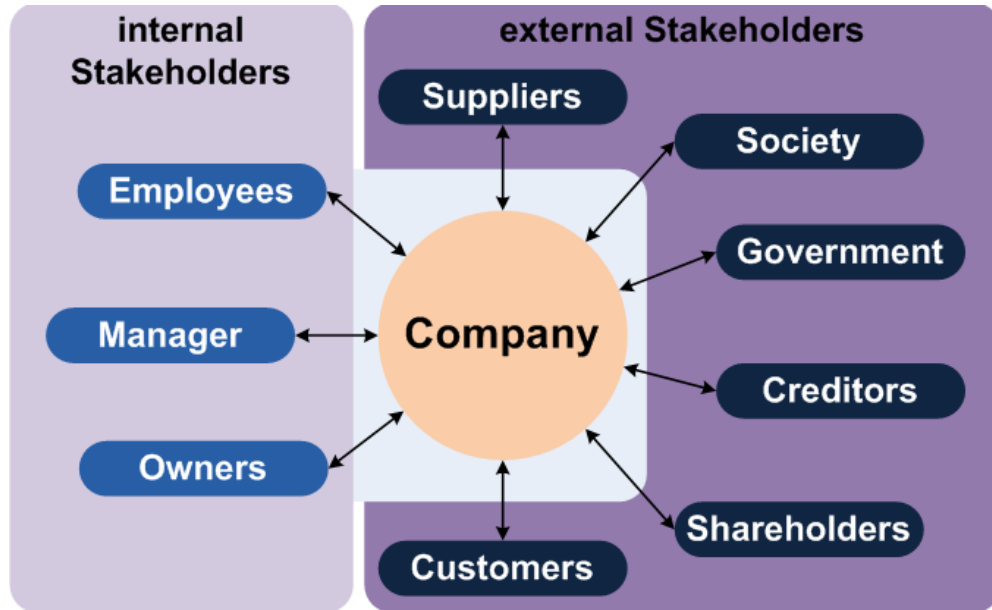 internal
Stakeholders
external Stakeholders
Suppliers
Society
Employees
Government
Manager
Company
Creditors
Owners
Shareholders
Customers